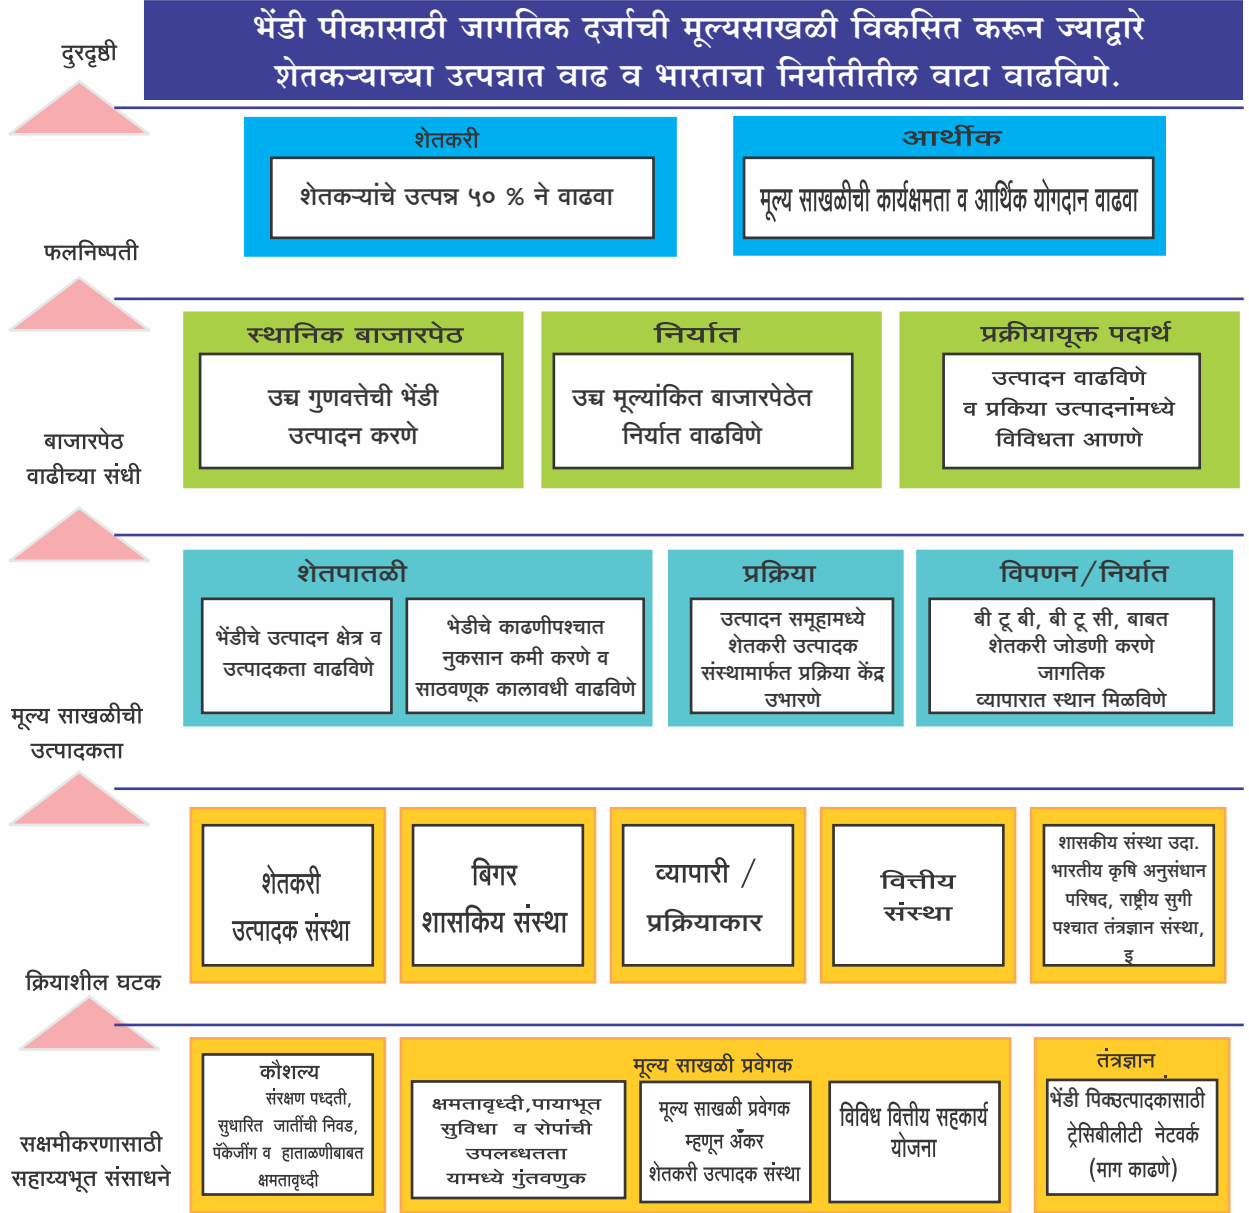 दुरदृष्टी
भेंडी पीकासाठी जागतिक दर्जाची मूल्यसाखळी विकसित करून ज्याद्वारे
शेतकऱ्याच्या उत्पन्नात वाढ व भारताचा निर्यातीतील वाटा वाढविणे.
फलनिष्पती
शेतकरी
शेतकऱ्यांचे उत्पन्न ५० % ने वाढवा
आर्थीक
मूल्य साखळीची कार्यक्षमता व आर्थिक योगदान वाढवा
बाजारपेठ
वाढीच्या संधी
स्थानिक बाजारपेठ
उच्च गुणवत्तेची भेंडी
उत्पादन करणे
निर्यात
उच्च मूल्यांकित बाजारपेठेत
निर्यात वाढविणे
प्रक्रीयायूक्त पदार्थ
उत्पादन वाढविणे
व प्रकिया उत्पादनांमध्ये
विविधता आणणे
मूल्य साखळीची
उत्पादकता
शेतपातळी
भेंडीचे उत्पादन क्षेत्र व
उत्पादकता वाढविणे
भेडीचे काढणीपश्चात
नुकसान कमी करणे व
साठवणूक कालावधी वाढविणे
प्रक्रिया
उत्पादन समूहामध्ये
शेतकरी उत्पादक
संस्थामार्फत प्रक्रिया केंद्र
उभारणे
विपणन/निर्यात
बी टू बी, बी टू सी, बाबत
शेतकरी जोडणी करणे
जागतिक
व्यापारात स्थान मिळविणे
क्रियाशील घटक
शेतकरी
उत्पादक संस्था
बिगर
शासकिय संस्था
व्यापारी /
प्रक्रियाकार
वित्तीय
संस्था
शासकीय संस्था उदा.
भारतीय कृषि अनुसंधान
परिषद, राष्ट्रीय सुगी
पश्चात तंत्रज्ञान संस्था,
इ
सक्षमीकरणासाठी
सहाय्यभूत संसाधने
कौशल्य
संरक्षण पध्दती,
सुधारित जातींची निवड,
पॅकेजींग व हाताळणीबाबत
क्षमतावृध्दी
मूल्य साखळी प्रवेगक
क्षमतावृध्दी,पायाभूत
सुविधा व रोपांची
उपलब्धतता
यामध्ये गुंतवणुक
मूल्य साखळी प्रवेगक
म्हणून अँकर
शेतकरी उत्पादक संस्था
विविध वित्तीय सहकार्य
योजना
तंत्रज्ञान
भेंडी पिकउत्पादकासाठी
ट्रेसिबीलीटी नेटवर्क
(माग काढणे)